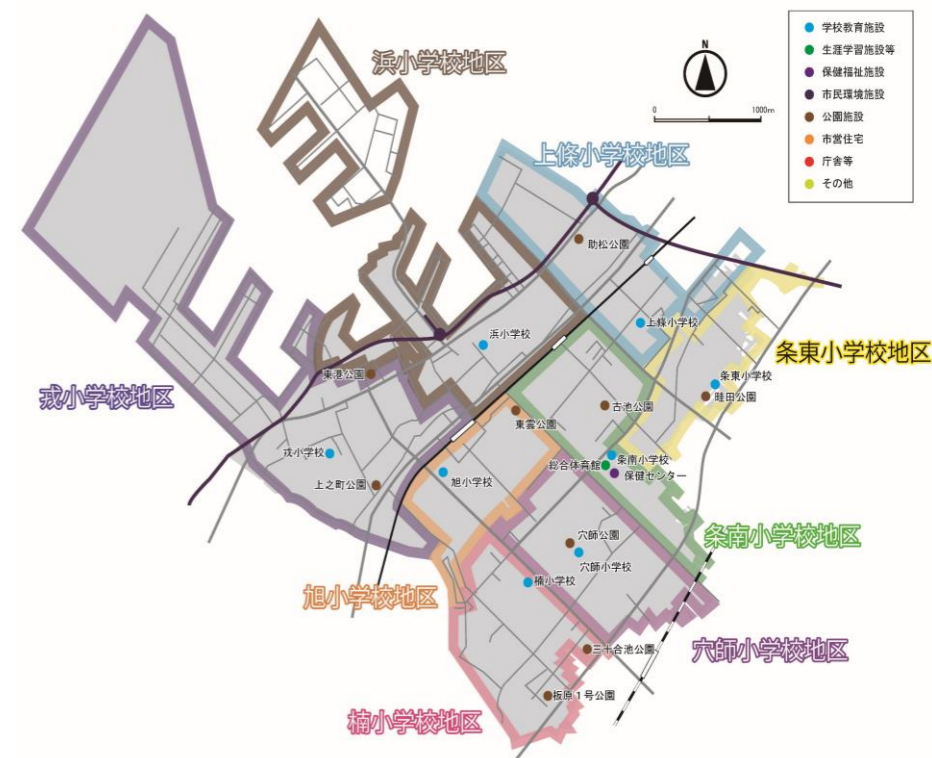 浜小学校地区
N
0
1000m
学校教育施設
生涯学習施設等
保健福祉施設
市民環境施設
公園施設
市営住宅
庁舎等
その他
上條小学校地区
助松公園
上條小学校
浜小学校
条東小学校地区
東港公園
条東小学校
畦田公園
戎小学校地区
古池公園
東雲公園
戎小学校
条南小学校
総合体育館
保健センター
旭小学校
上之町公園
穴師公園
条南小学校地区
穴師小学校
楠小学校
旭小学校地区
三十合池公園
穴師小学校地区
板原1号公園
楠小学校地区